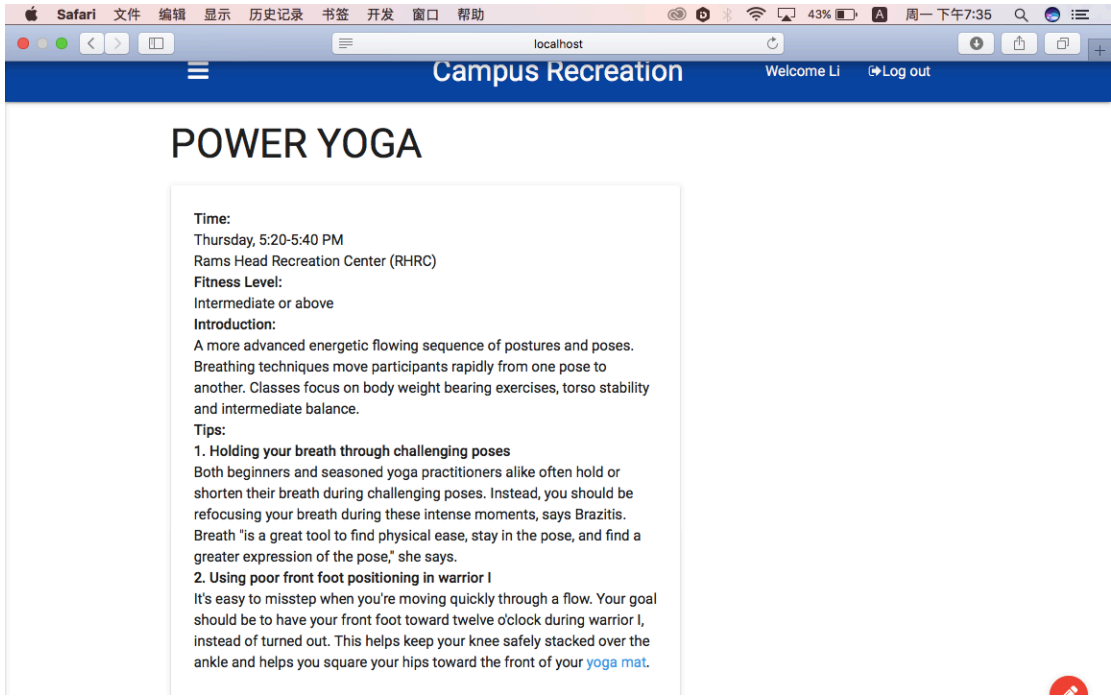 Safari 文件 编辑 显示 历史记录 书签 开发 窗口 帮助 43% A 周一下午7:35
localhost
Campus Recreation Welcome Li Log out
POWER YOGA
Time:
Thursday, 5:20-5:40 PM
Rams Head Recreation Center (RHRC)
Fitness Level:
Intermediate or above
Introduction:
A more advanced energetic flowing sequence of postures and poses.
Breathing techniques move participants rapidly from one pose to
another. Classes focus on body weight bearing exercises, torso stability
and intermediate balance.
Tips:
1. Holding your breath through challenging poses
Both beginners and seasoned yoga practitioners alike often hold or
shorten their breath during challenging poses. Instead, you should be
refocusing your breath during these intense moments, says Brazitis.
Breath "is a great tool to find physical ease, stay in the pose, and find a
greater expression of the pose," she says.
2. Using poor front foot positioning in warrior I
It's easy to misstep when you're moving quickly through a flow. Your goal
should be to have your front foot toward twelve o'clock during warrior I,
instead of turned out. This helps keep your knee safely stacked over the
ankle and helps you square your hips toward the front of your yoga mat.